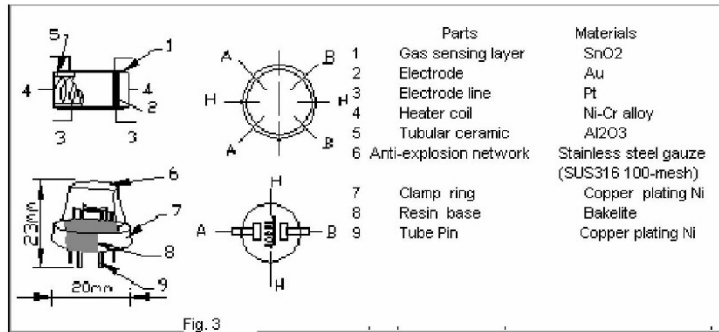 Parts Materials
1 Gas sensing layer SnO2
2 Electrode Au
3 Electrode line Pt
4 Heater coil Ni-Cr alloy
5 Tubular ceramic Al2O3
6 Anti-explosion network Stainless steel gauze
(SUS316 100-mesh)
7 Clamp ring Copper plating Ni
8 Resin base Bakelite
9 Tube Pin Copper plating Ni
5
1
4 4
2
3 3
A B
H H
A B
6
7
8
9
23mm
20mm
H
A B
H
Fig. 3